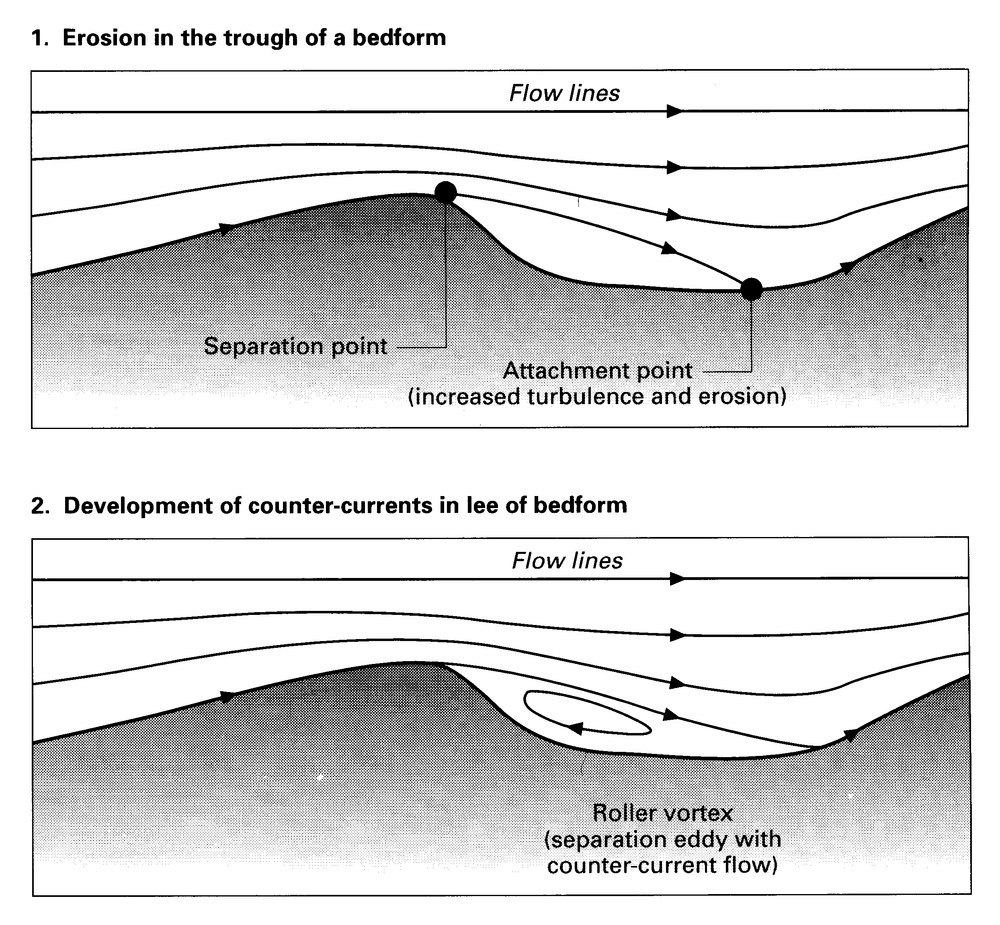 1. Erosion in the trough of a bedform
Flow lines
Separation point
Attachment point
(increased turbulence and erosion)
2. Development of counter-currents in lee of bedform
Flow lines
Roller vortex
(separation eddy with
counter-current flow)